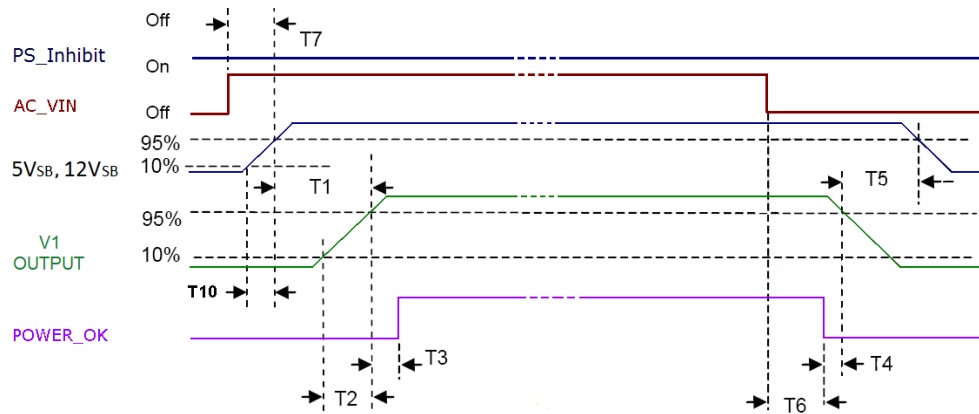 Off
T7
PS_Inhibit
On
AC_VIN
Off
95%
10%
5VSB, 12VSB
T1
T5
95%
V1
OUTPUT
10%
T10
POWER_OK
T3
T4
T2
T6